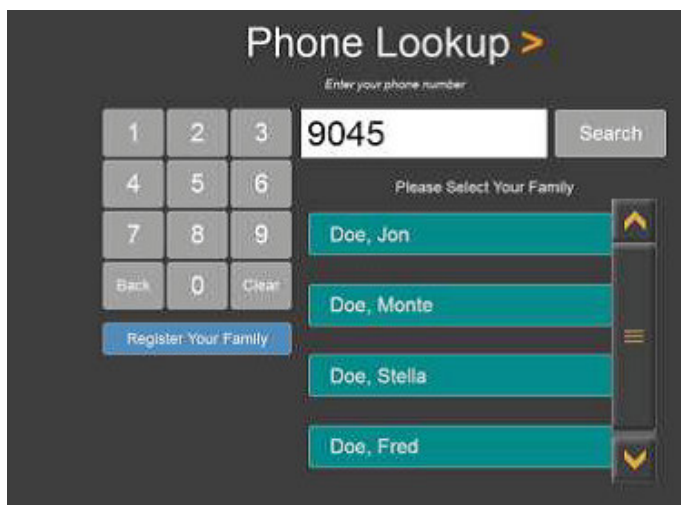 Phone Lookup >
Enter your phone number
1 2 3
9045
Search
4 5 6
Please Select Your Family
7 8 9
Doe, Jon
Back 0 Clear
Doe, Monte
Register Your Family
Doe, Stella
Doe, Fred